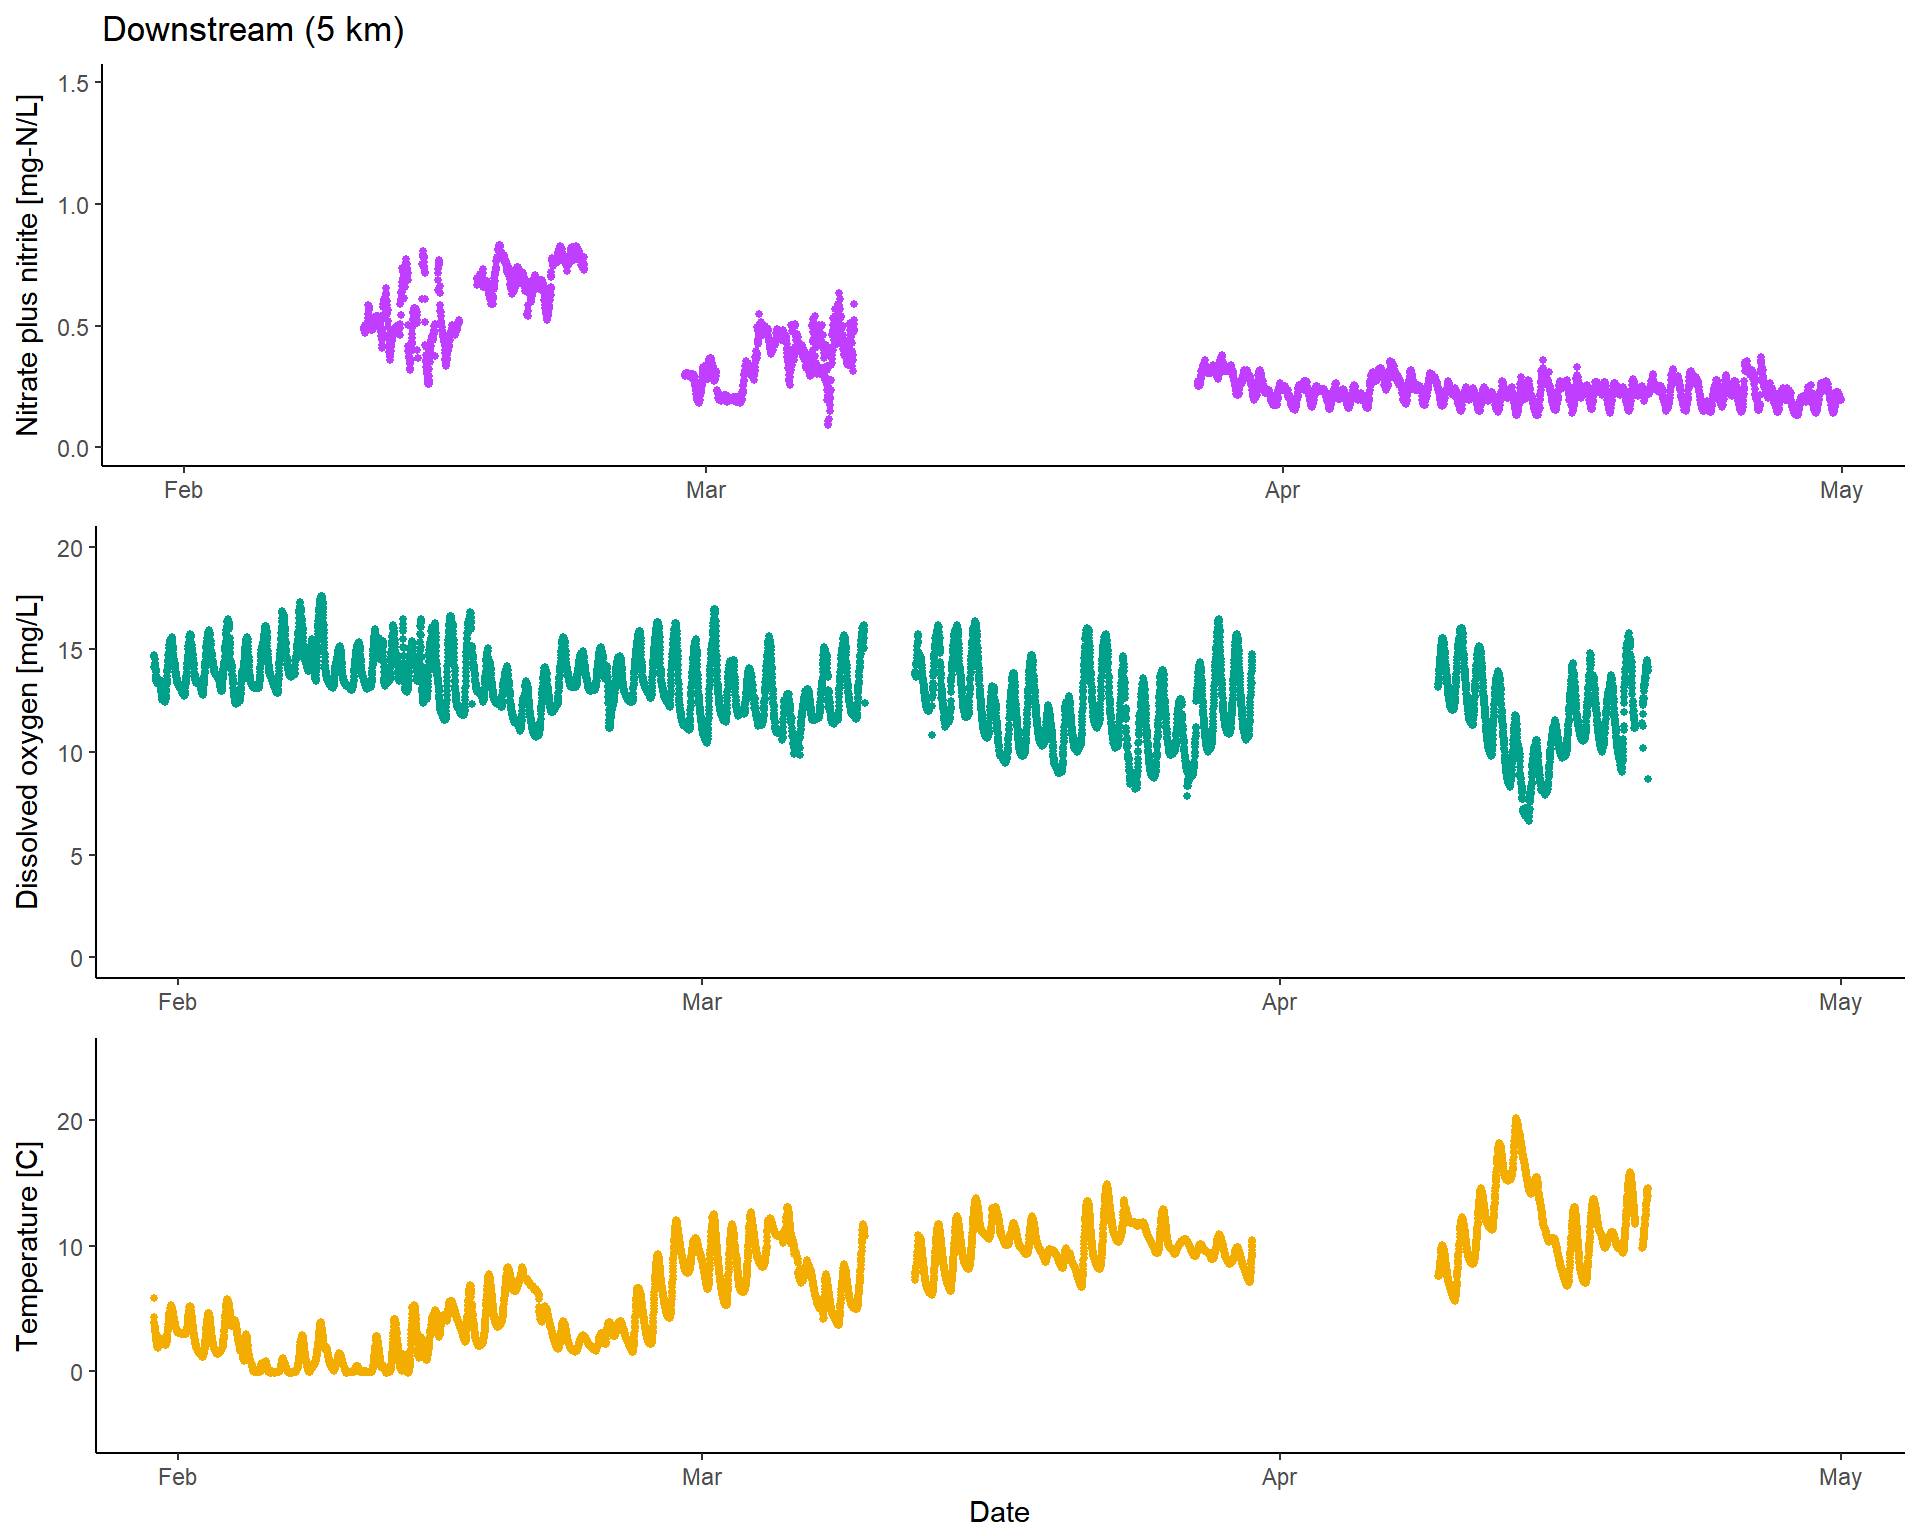 Downstream (5 km)
Nitrate plus nitrite [mg-N/L]
1.5
1.0
0.5
0.0
Feb Mar Apr May
Dissolved oxygen [mg/L]
20
15
10
5
0
Feb Mar Apr May
Temperature [C]
20
10
0
Feb Mar Apr May
Date